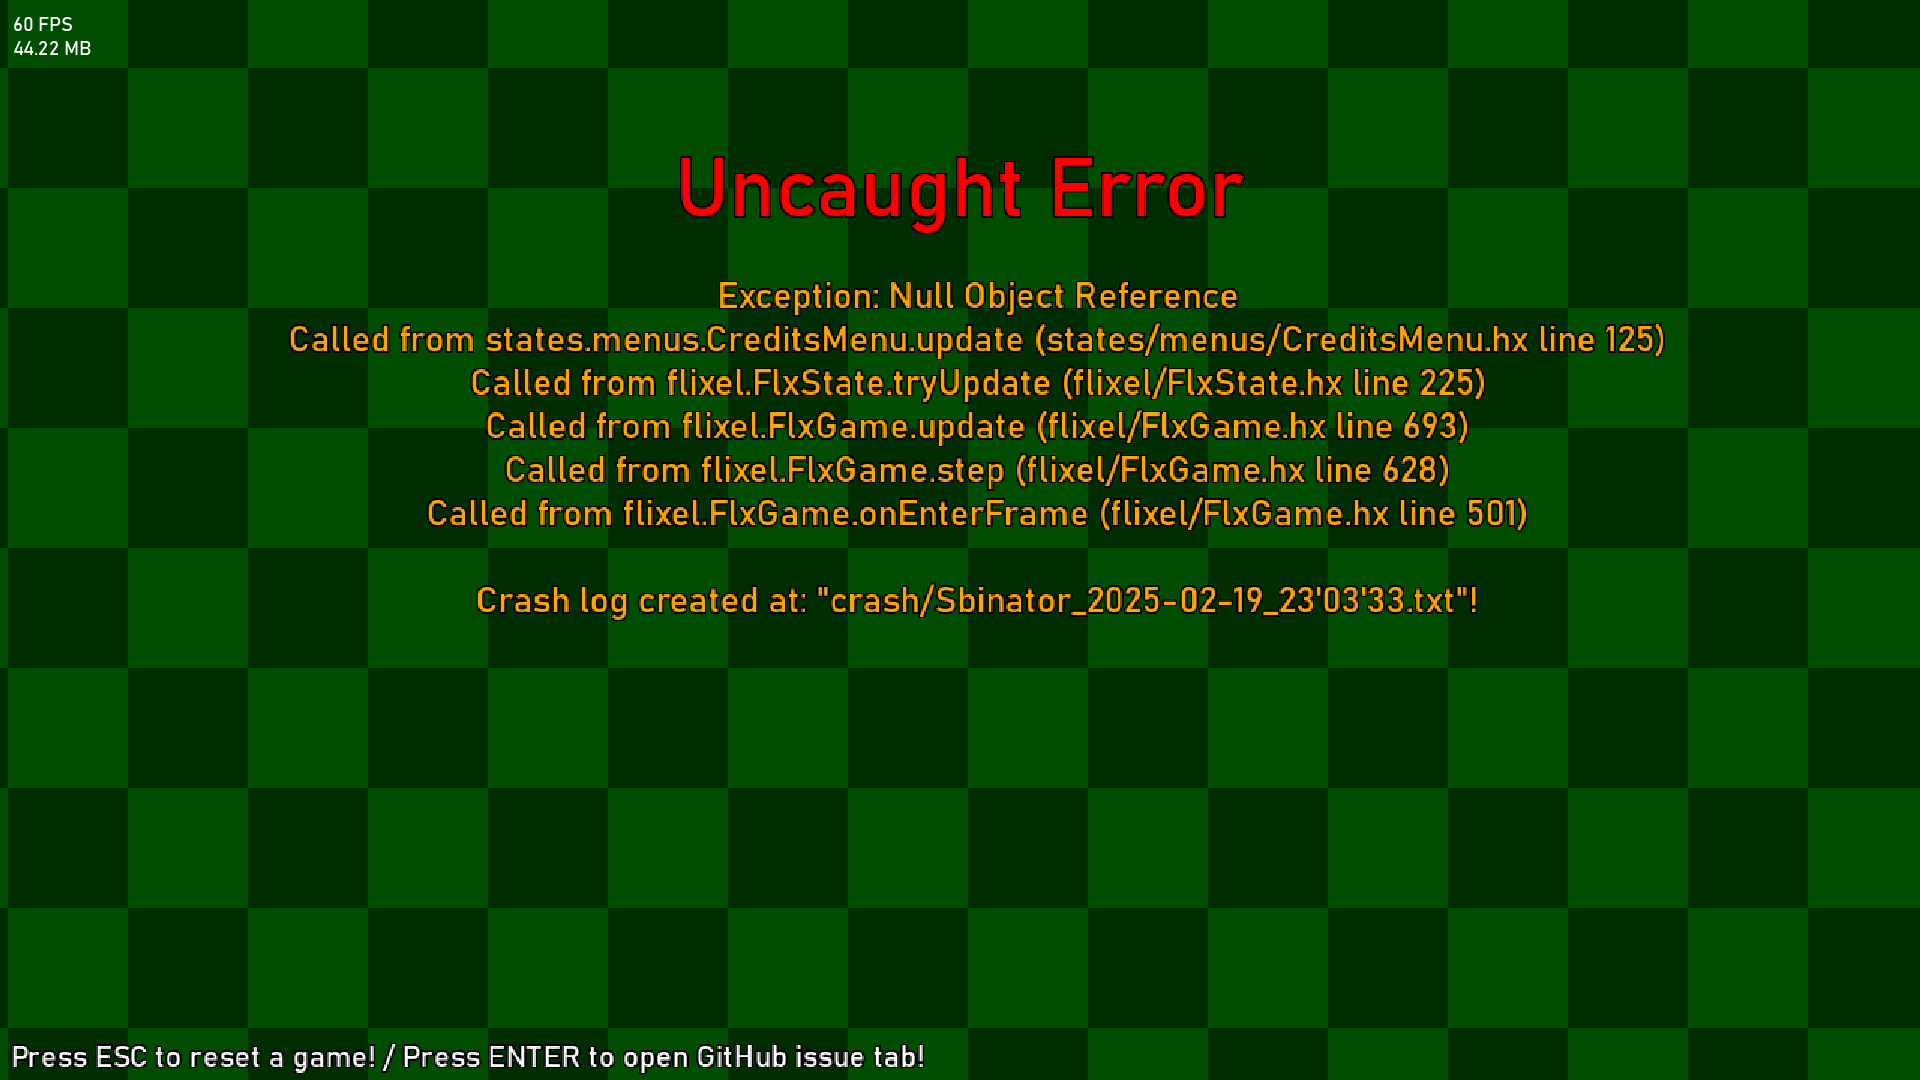 60 FPS
44.22 MB
Uncaught Error
Exception: Null Object Reference
Called from states.menus.CreditsMenu.update (states/menus/CreditsMenu.hx line 125)
Called from flixel.FlxState.tryUpdate (flixel/FlxState.hx line 225)
Called from flixel.FlxGame.update (flixel/FlxGame.hx line 693)
Called from flixel.FlxGame.step (flixel/FlxGame.hx line 628)
Called from flixel.FlxGame.onEnterFrame (flixel/FlxGame.hx line 501)
Crash log created at: "crash/Sbinator_2025-02-19_23'03'33.txt"!
Press ESC to reset a game! / Press ENTER to open GitHub issue tab!